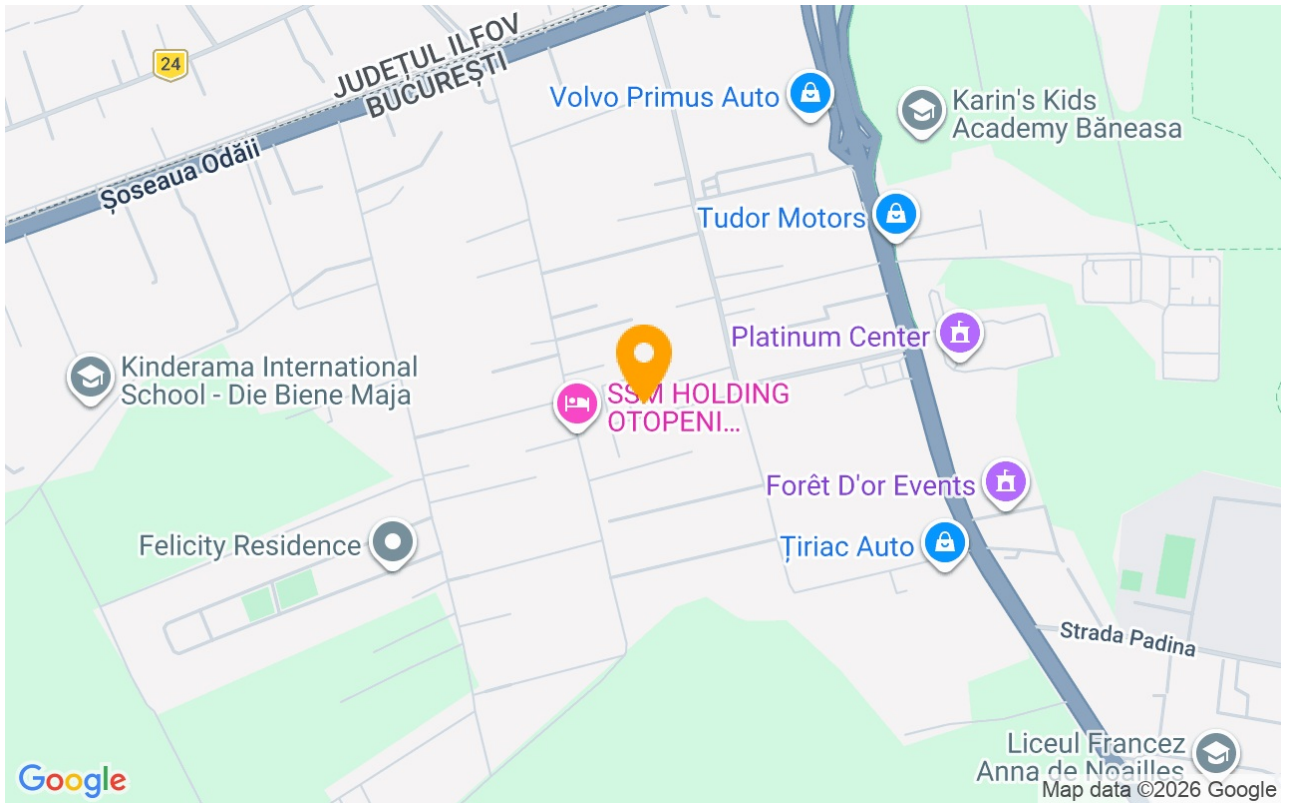 24
JUDEȚUL ILFOV
BUCUREȘTI
Șoseaua Odăii
Volvo Primus Auto
Karin's Kids
Academy Băneasa
Tudor Motors
Platinum Center
Kinderama International
School - Die Biene Maja
SSM HOLDING
OTOPENI...
Forêt D'or Events
Felicity Residence
Țiriac Auto
Strada Padina
Liceul Francez
Anna de Noailles
Google
Map data ©2026 Google